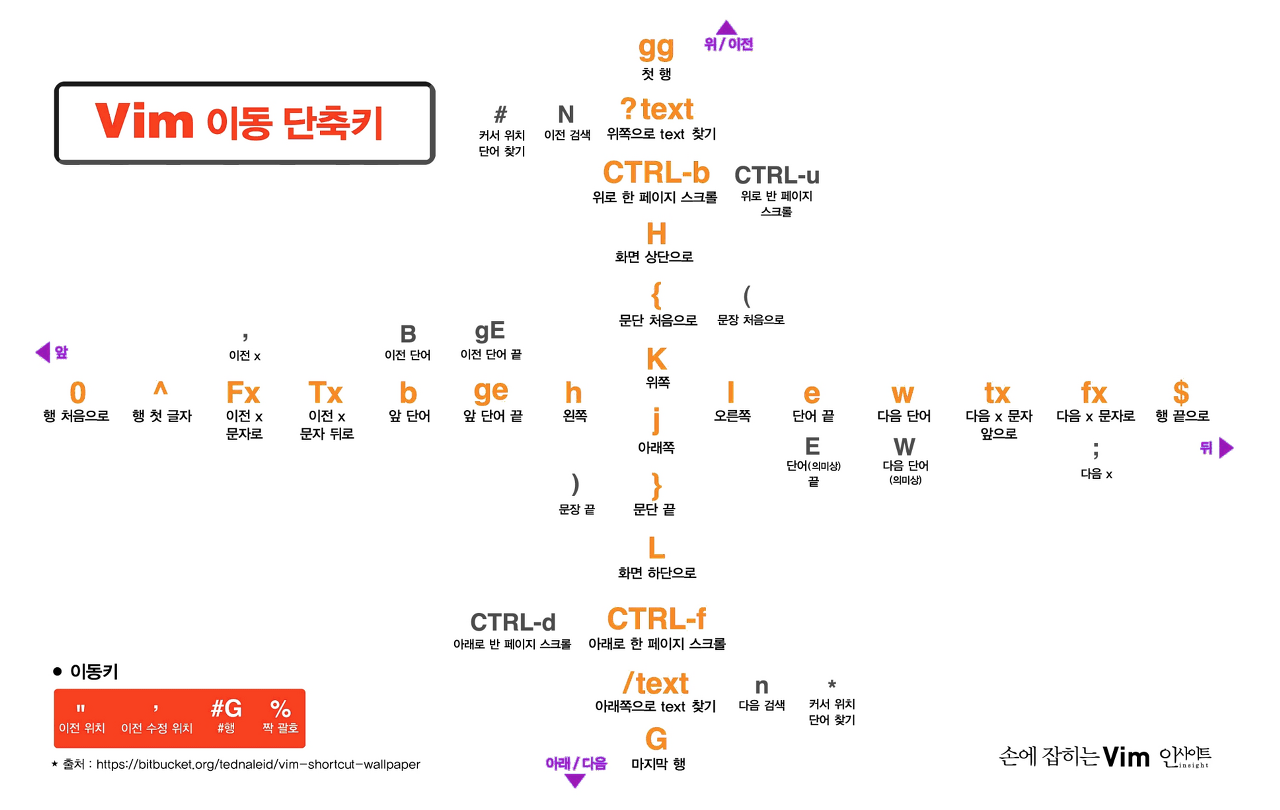 위 / 이전
gg
첫 행
Vim 이동 단축키
# N ?text
커서 위치 이전 검색 위쪽으로 text 찾기
단어 찾기
CTRL-b CTRL-u
위로 한 페이지 스크롤 위로 반 페이지
스크롤
H
화면 상단으로
{ (
문단 처음으로 문장 처음으로
, B gE
이전 x 이전 단어 이전 단어 끝
앞
K
위쪽
0 ^ Fx Tx b ge h l e w tx fx $
행 처음으로 행 첫 글자 이전 x 이전 x 앞 단어 앞 단어 끝 왼쪽 오른쪽 단어 끝 다음 단어 다음 x 문자 다음 x 문자로 행 끝으로
문자로 문자 뒤로 앞으로
j
아래쪽
E W ;
뒤
단어(의미상) 다음 단어 다음 x
끝 (의미상)
) }
문장 끝 문단 끝
L
화면 하단으로
CTRL-d CTRL-f
아래로 반 페이지 스크롤 아래로 한 페이지 스크롤
/text n *
아래쪽으로 text 찾기 다음 검색 커서 위치
단어 찾기
G
마지막 행
아래 / 다음
• 이동키
" , #G %
이전 위치 이전 수정 위치 #행 짝 괄호
* 출처 : https://bitbucket.org/tednaleid/vim-shortcut-wallpaper
손에 잡히는 Vim 인사이트
insight